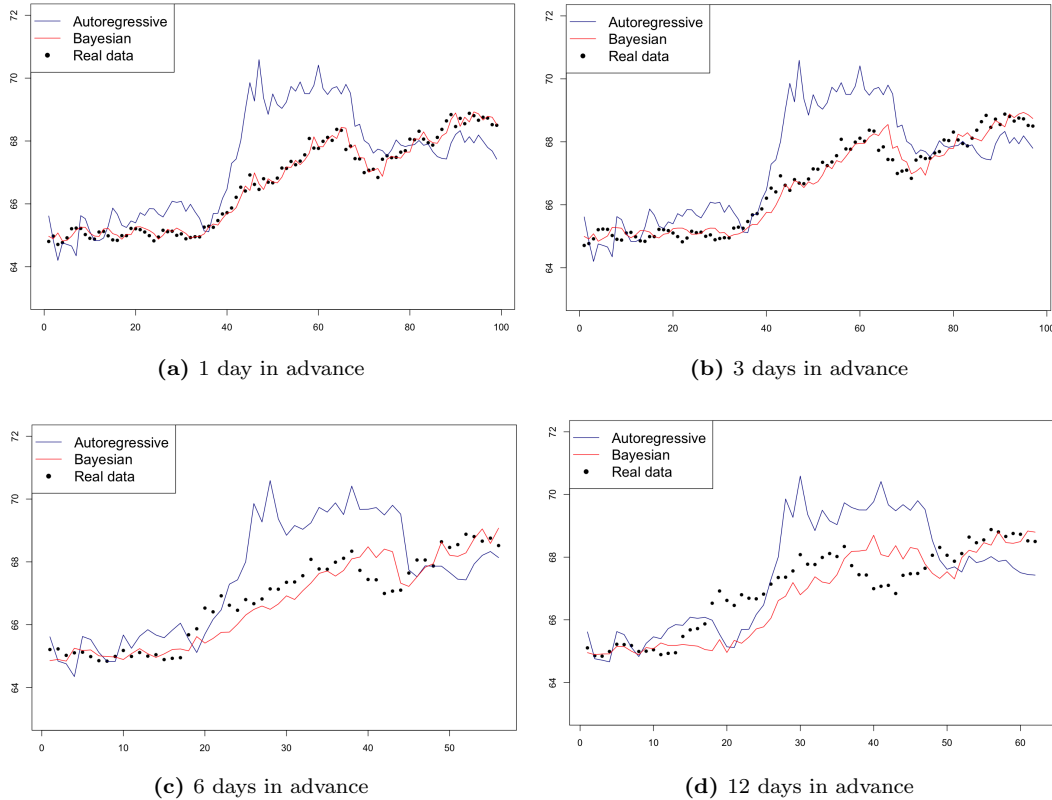 72
70
68
66
64
Autoregressive
Bayesian
Real data
0 20 40 60 80 100
(a) 1 day in advance
72
70
68
66
64
Autoregressive
Bayesian
Real data
0 20 40 60 80 100
(b) 3 days in advance
72
70
68
66
64
Autoregressive
Bayesian
Real data
0 10 20 30 40 50
(c) 6 days in advance
72
70
68
66
64
Autoregressive
Bayesian
Real data
0 10 20 30 40 50 60
(d) 12 days in advance